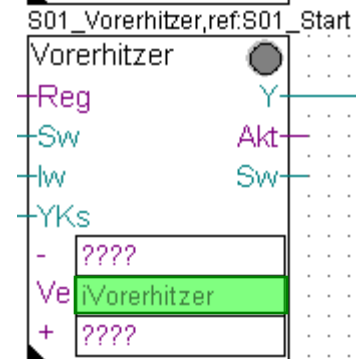 S01_Vorerhitzer,ref:S01_Start
Vorerhitzer
Reg Y
Sw Akt
Iw Sw
YKs
- ????
Ve iVorerhitzer
+ ????